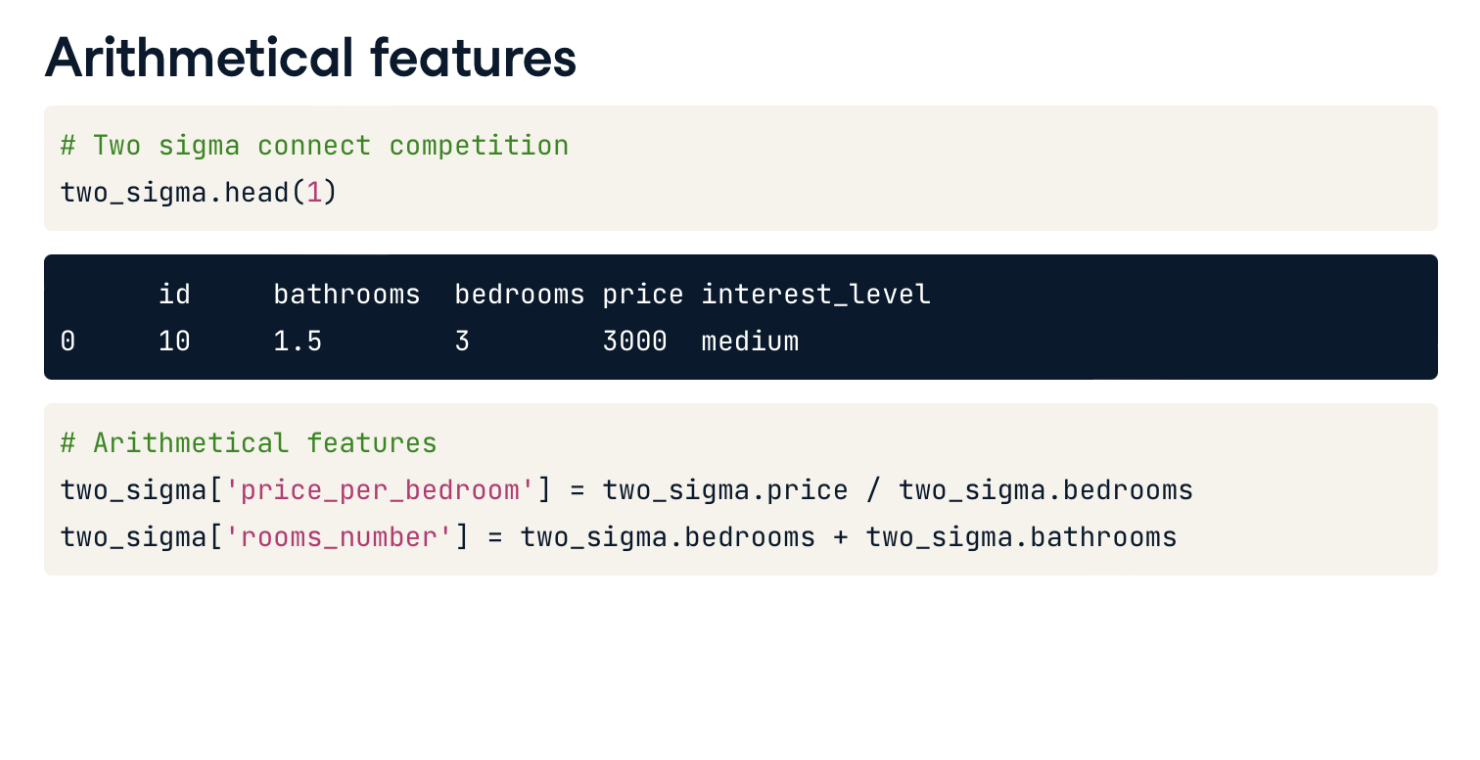 Arithmetical features
# Two sigma connect competition
two_sigma.head(1)
id bathrooms bedrooms price interest_level
0 10 1.5 3 3000 medium
# Arithmetical features
two_sigma['price_per_bedroom'] = two_sigma.price / two_sigma.bedrooms
two_sigma['rooms_number'] = two_sigma.bedrooms + two_sigma.bathrooms